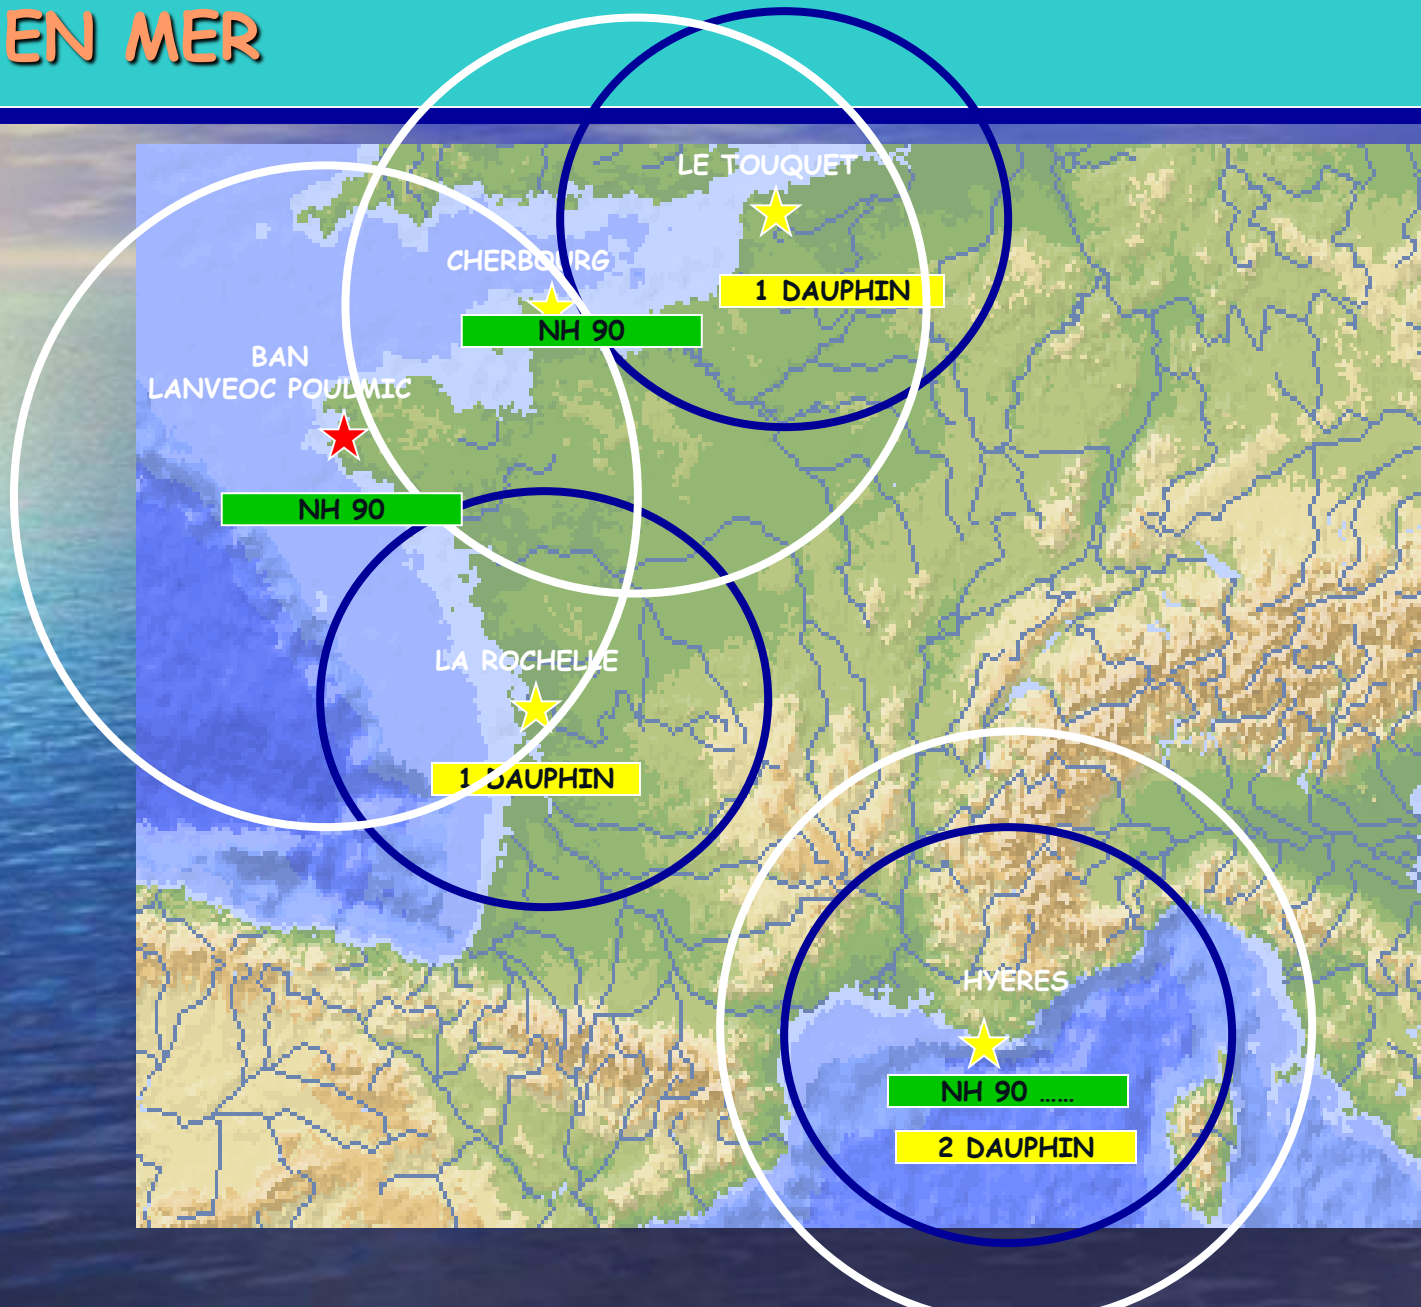 EN MER
LE TOUQUET
1 DAUPHIN
CHERBOURG
NH 90
BAN
LANVEOC POULMIC
NH 90
LA ROCHELLE
1 DAUPHIN
HYERES
NH 90 ......
2 DAUPHIN